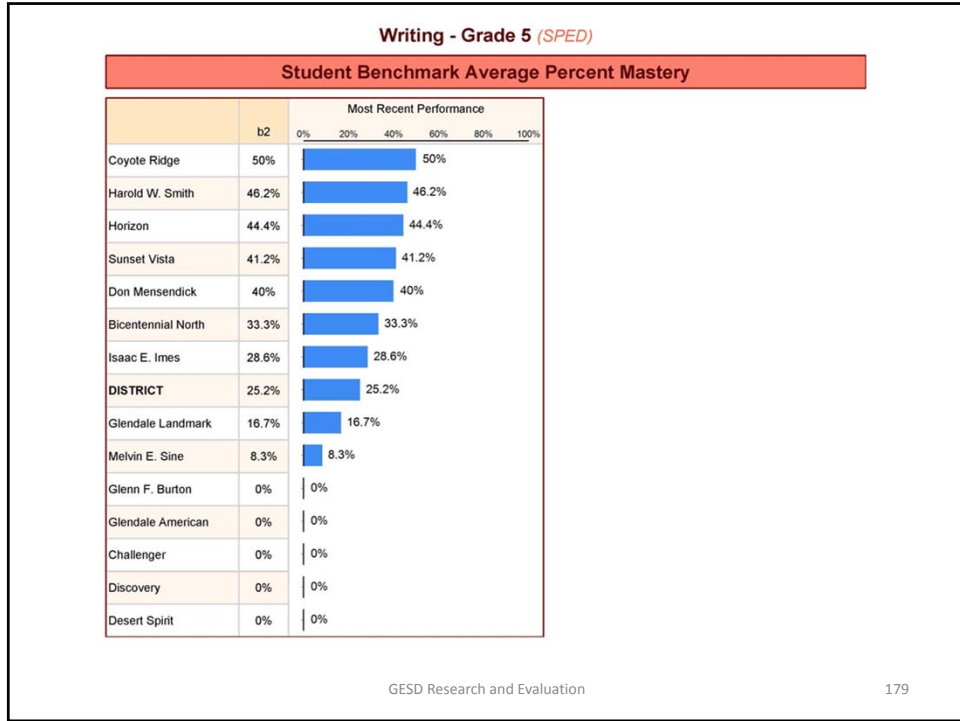 Writing - Grade 5 (SPED)
Student Benchmark Average Percent Mastery
Most Recent Performance
b2 0% 20% 40% 60% 80% 100%
Coyote Ridge 50% 50%
Harold W. Smith 46.2% 46.2%
Horizon 44.4% 44.4%
Sunset Vista 41.2% 41.2%
Don Mensendick 40% 40%
Bicentennial North 33.3% 33.3%
Isaac E. Imes 28.6% 28.6%
DISTRICT 25.2% 25.2%
Glendale Landmark 16.7% 16.7%
Melvin E. Sine 8.3% 8.3%
Glenn F. Burton 0% 0%
Glendale American 0% 0%
Challenger 0% 0%
Discovery 0% 0%
Desert Spirit 0% 0%
GESD Research and Evaluation 179